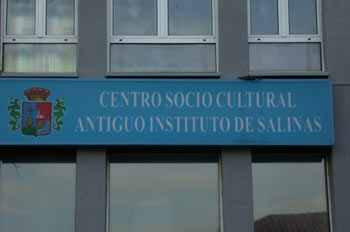 CENTRO SOCIO CULTURAL
ANTIGUO INSTITUTO DE SALINAS